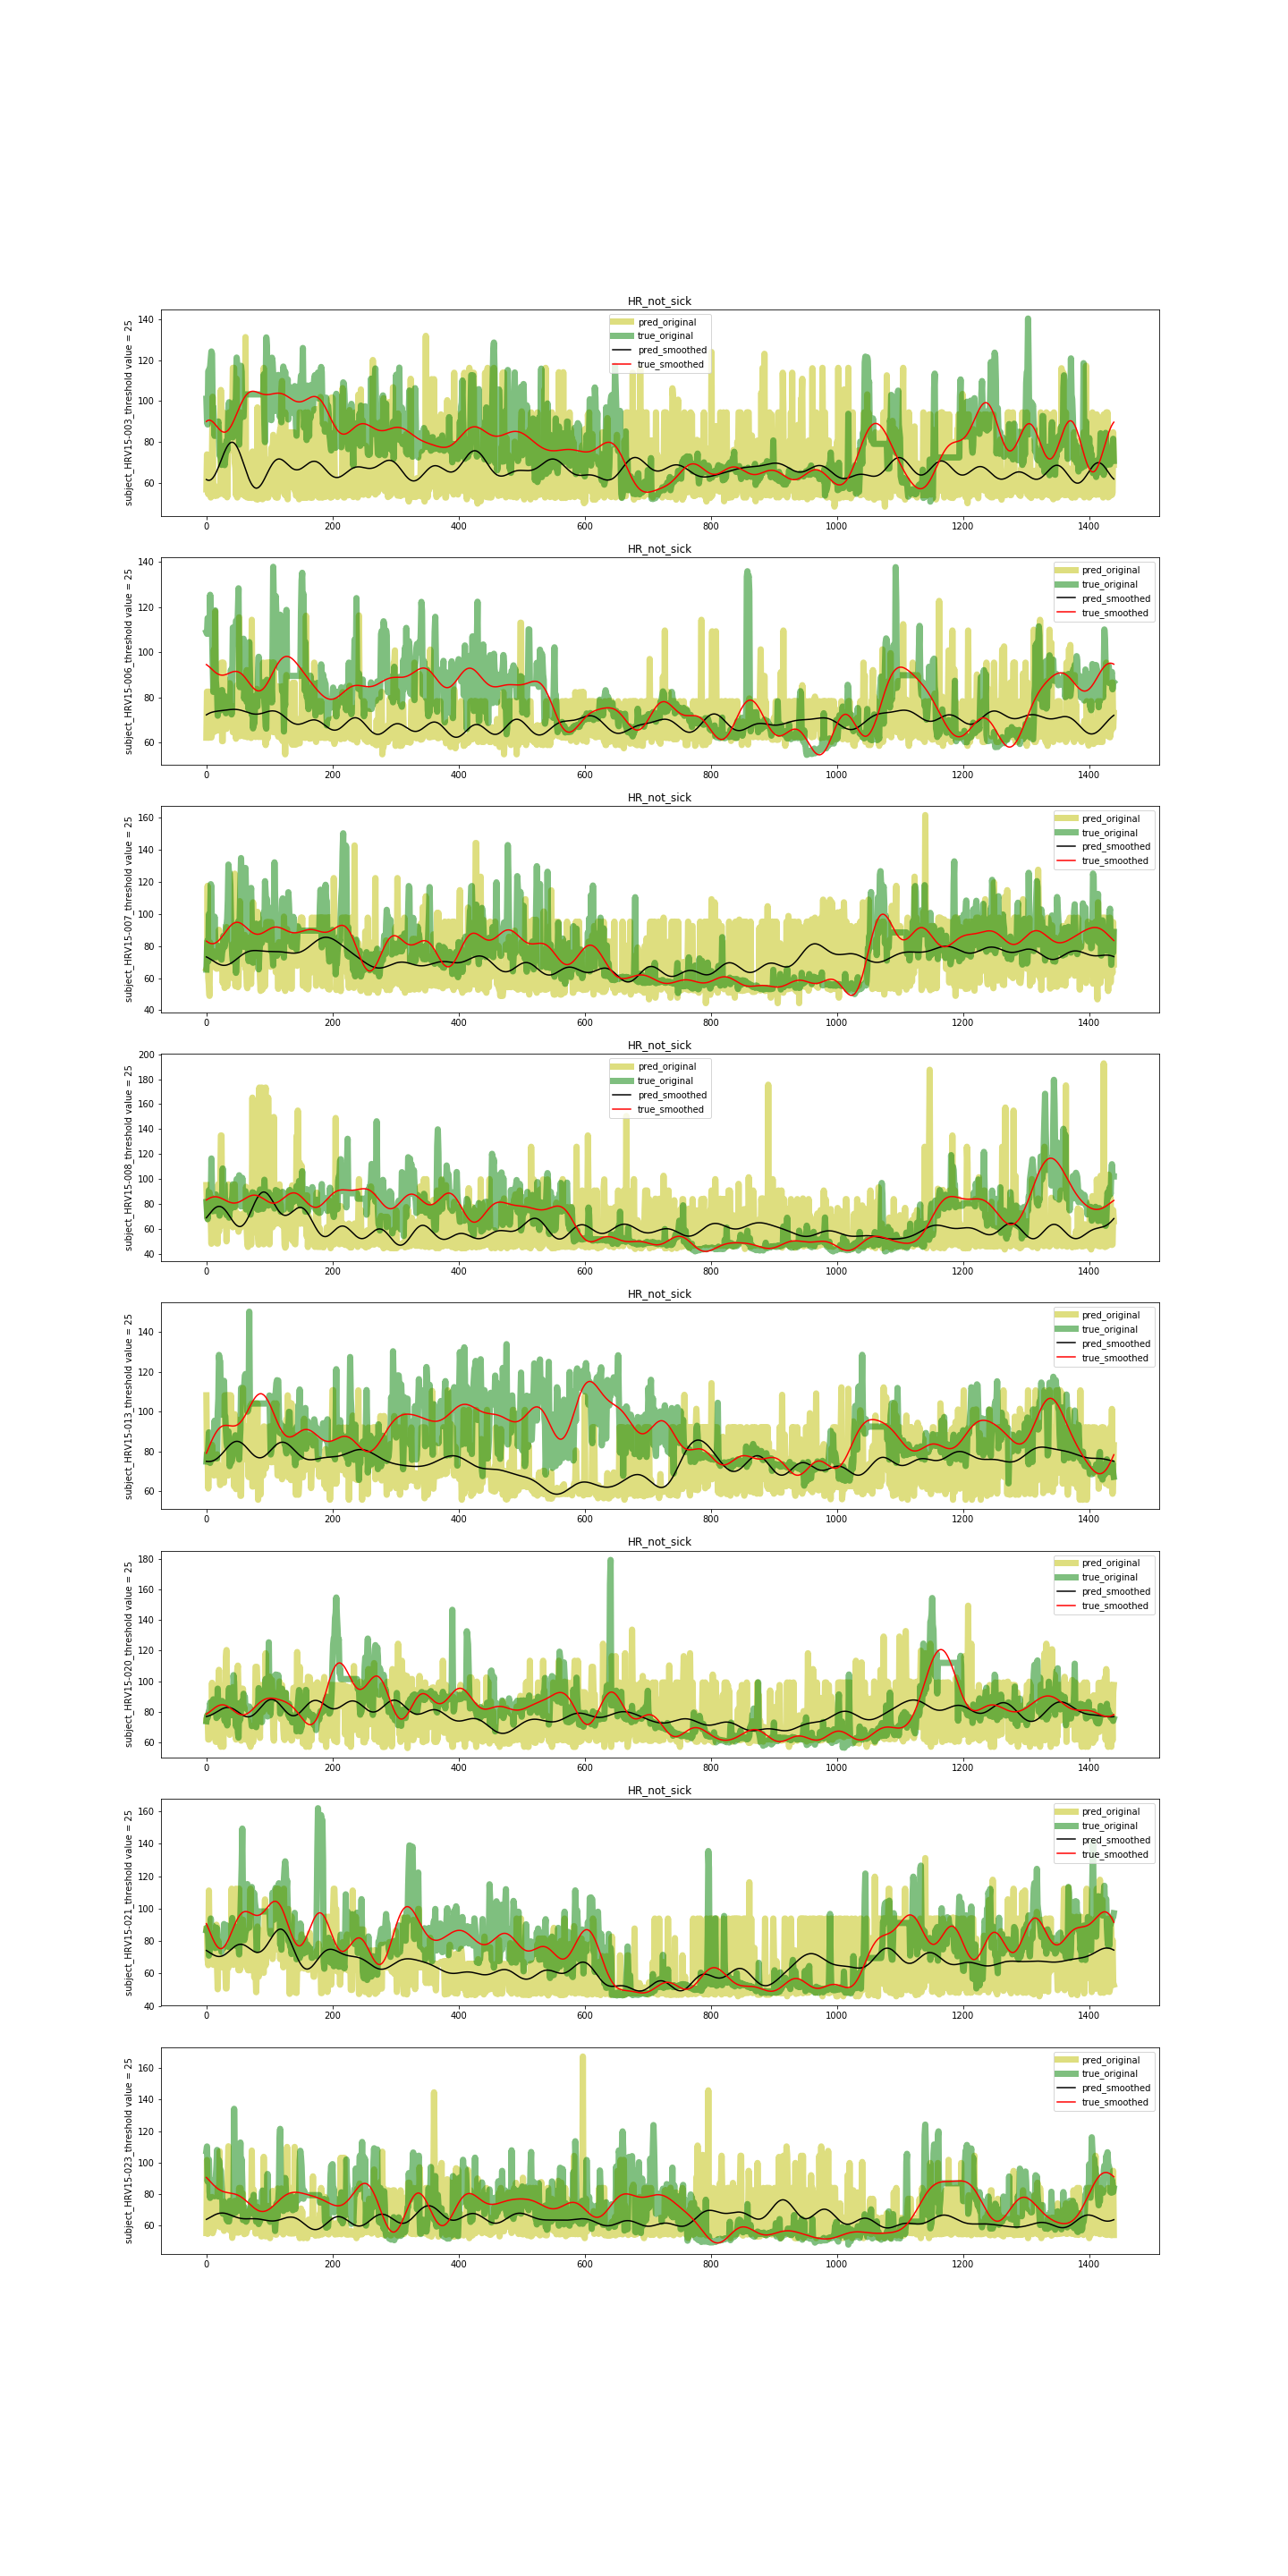 HR_not_sick
subject_HRV15-003_threshold value = 25
140
120
100
80
60
pred_original
true_original
pred_smoothed
true_smoothed
0 200 400 600 800 1000 1200 1400
HR_not_sick
subject_HRV15-006_threshold value = 25
140
120
100
80
60
pred_original
true_original
pred_smoothed
true_smoothed
0 200 400 600 800 1000 1200 1400
HR_not_sick
subject_HRV15-007_threshold value = 25
160
140
120
100
80
60
40
pred_original
true_original
pred_smoothed
true_smoothed
0 200 400 600 800 1000 1200 1400
HR_not_sick
subject_HRV15-008_threshold value = 25
200
180
160
140
120
100
80
60
40
pred_original
true_original
pred_smoothed
true_smoothed
0 200 400 600 800 1000 1200 1400
HR_not_sick
subject_HRV15-013_threshold value = 25
140
120
100
80
60
pred_original
true_original
pred_smoothed
true_smoothed
0 200 400 600 800 1000 1200 1400
HR_not_sick
subject_HRV15-020_threshold value = 25
180
160
140
120
100
80
60
pred_original
true_original
pred_smoothed
true_smoothed
0 200 400 600 800 1000 1200 1400
HR_not_sick
subject_HRV15-021_threshold value = 25
160
140
120
100
80
60
40
pred_original
true_original
pred_smoothed
true_smoothed
0 200 400 600 800 1000 1200 1400
subject_HRV15-023_threshold value = 25
160
140
120
100
80
60
pred_original
true_original
pred_smoothed
true_smoothed
0 200 400 600 800 1000 1200 1400